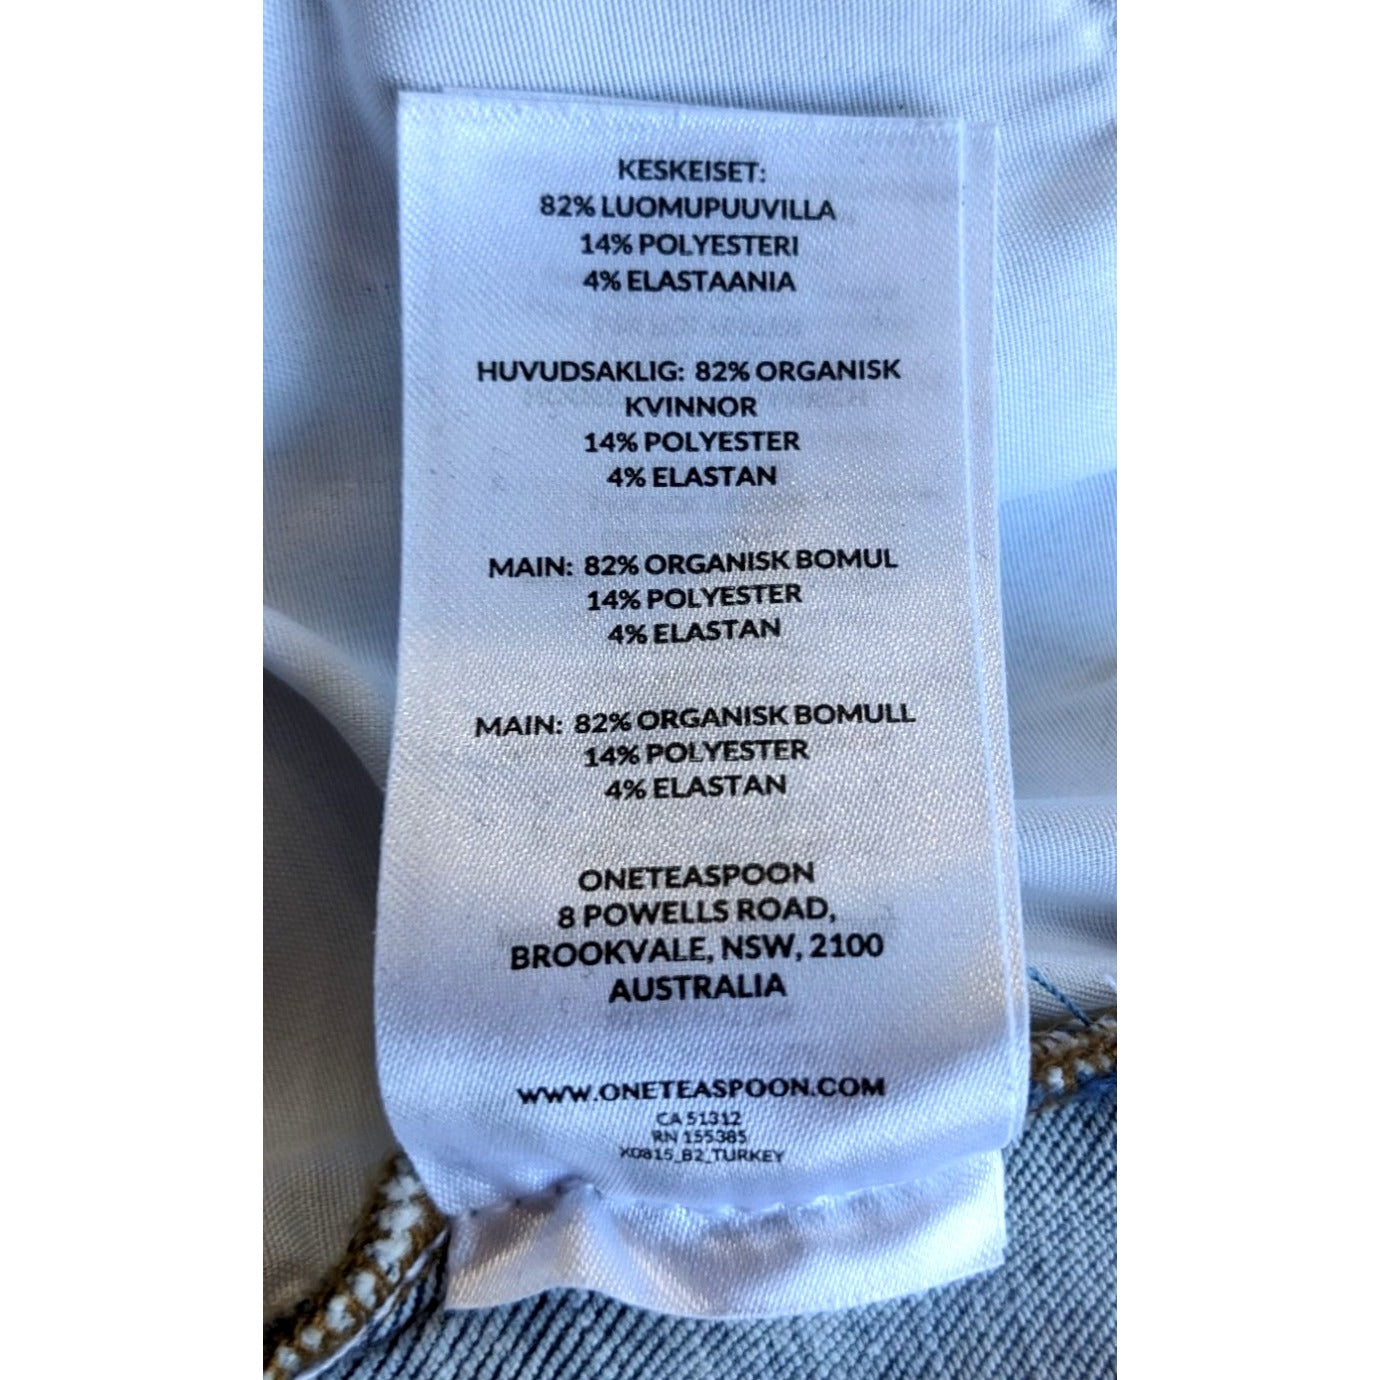 KESKEISET:
82% LUOMUPUUVILLA
14% POLYESTERI
4% ELASTAANIA
HUVUDSAKLIG: 82% ORGANISK
KVINNOR
14% POLYESTER
4% ELASTAN
MAIN: 82% ORGANISK BOMUL
14% POLYESTER
4% ELASTAN
MAIN: 82% ORGANISK BOMULL
14% POLYESTER
4% ELASTAN
ONETEASPOON
8 POWELLS ROAD,
BROOKVALE, NSW, 2100
AUSTRALIA
WWW.ONETEASPOON.COM
CA 51312
RN 155385
X0815_B2_TURKEY